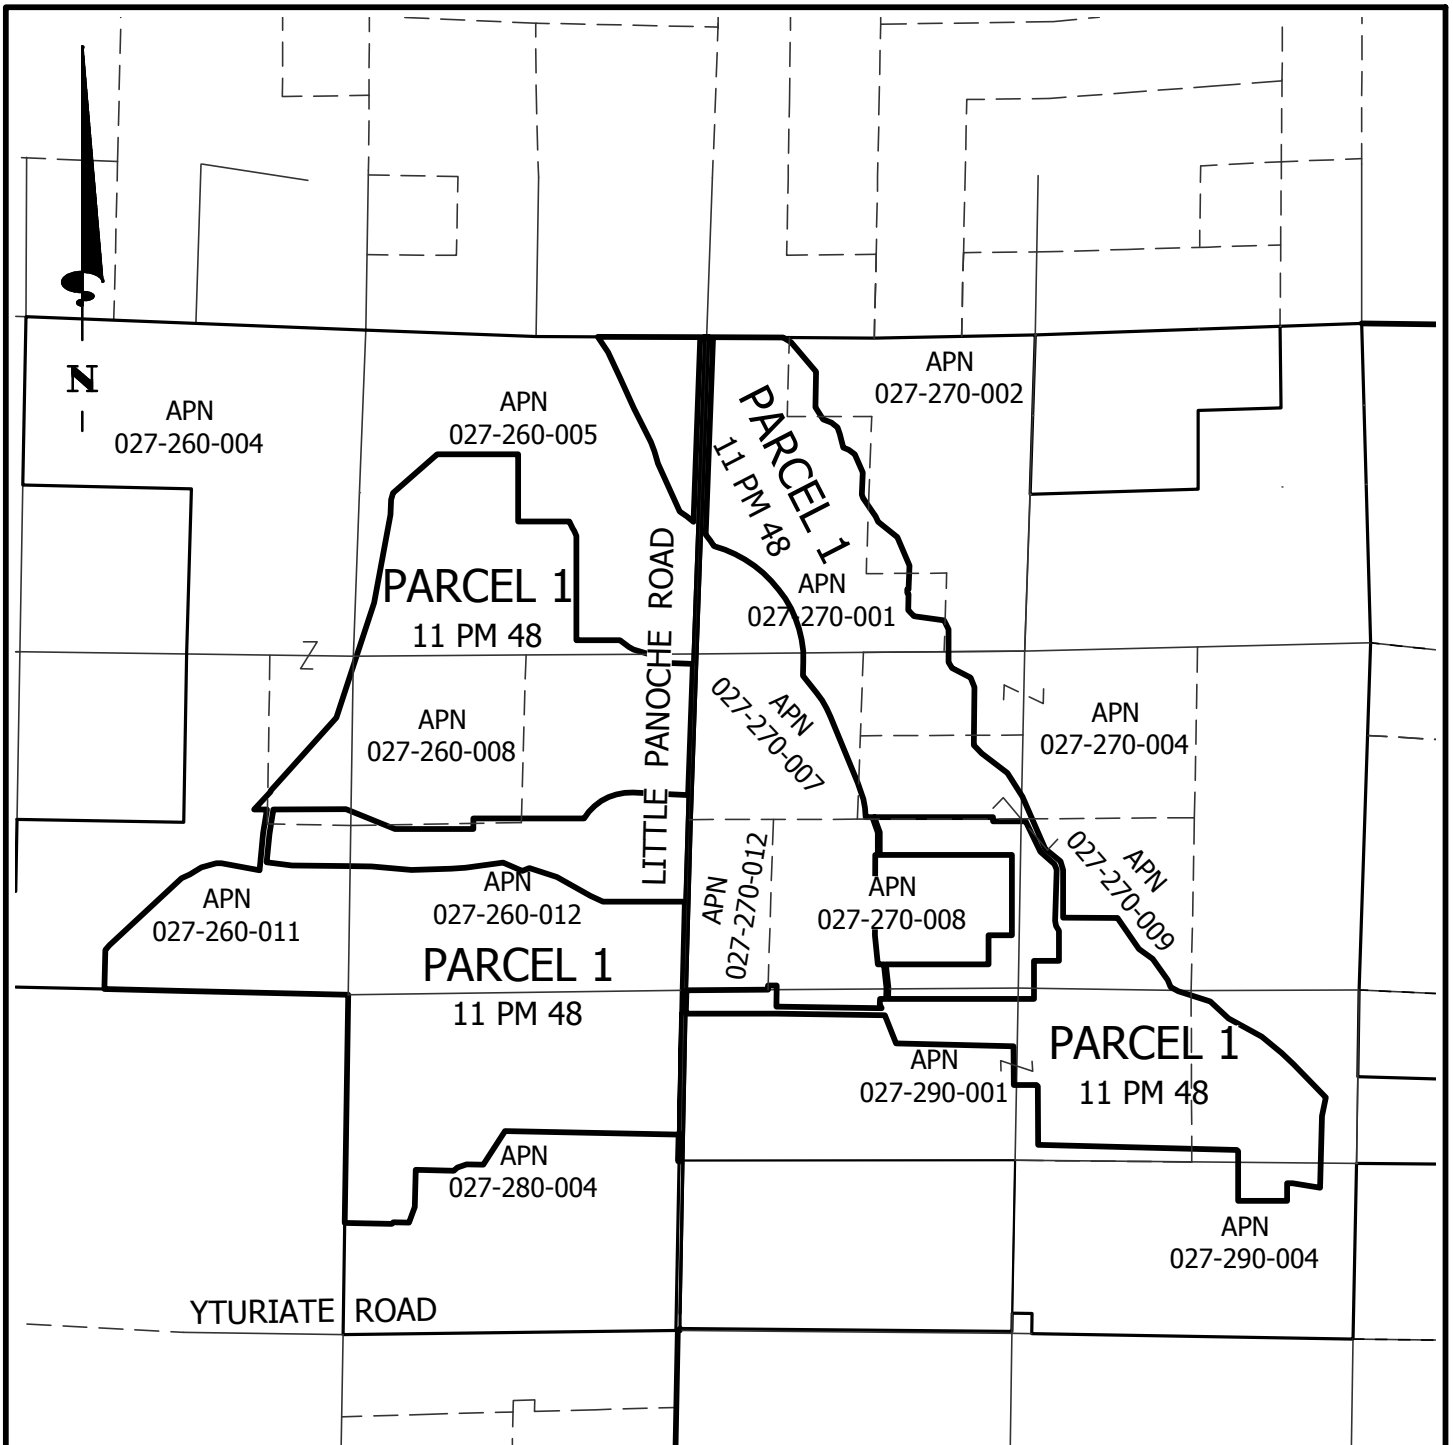 N
APN
027-260-004
APN
027-260-005
APN
027-270-002
PARCEL 1
11 PM 48
PARCEL 1
11 PM 48
LITTLE PANOCHE ROAD
APN
027-270-001
APN
027-260-008
APN
027-270-007
APN
027-270-004
APN
027-260-011
APN
027-260-012
APN
027-270-012
APN
027-270-008
APN
027-270-009
PARCEL 1
11 PM 48
PARCEL 1
11 PM 48
APN
027-290-001
APN
027-280-004
APN
027-290-004
YTURIATE ROAD